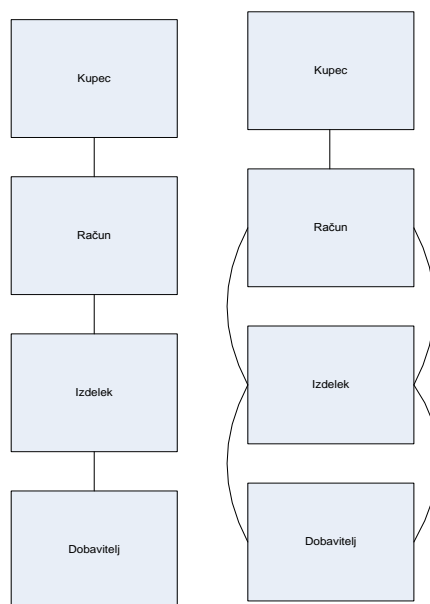 Kupec
Račun
Izdelek
Dobavitelj
Kupec
Račun
Izdelek
Dobavitelj